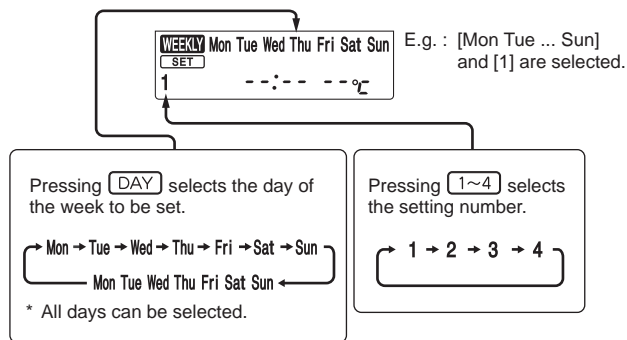 WEEKLY Mon Tue Wed Thu Fri Sat Sun
SET
1 --:-- --°C
E.g. : [Mon Tue ... Sun]
and [1] are selected.
Pressing DAY selects the day of
the week to be set.
→ Mon → Tue → Wed → Thu → Fri → Sat → Sun
Mon Tue Wed Thu Fri Sat Sun ←
* All days can be selected.
Pressing 1~4 selects
the setting number.
→ 1 → 2 → 3 → 4